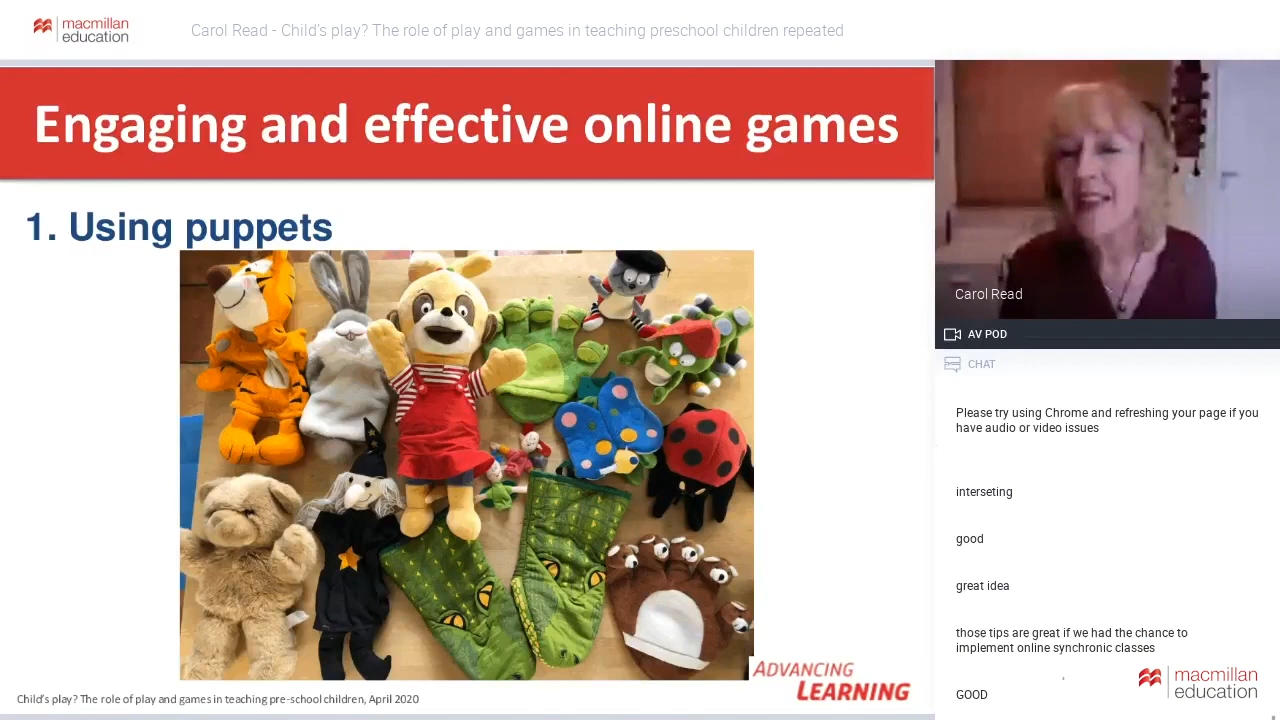 macmillan
education
Carol Read - Child's play? The role of play and games in teaching preschool children repeated
Engaging and effective online games
1. Using puppets
ADVANCING
LEARNING
Child's play? The role of play and games in teaching pre-school children, April 2020
Carol Read
AV POD
CHAT
Please try using Chrome and refreshing your page if you
have audio or video issues
interseting
good
great idea
those tips are great if we had the chance to
implement online synchronic classes
GOOD
macmillan
education